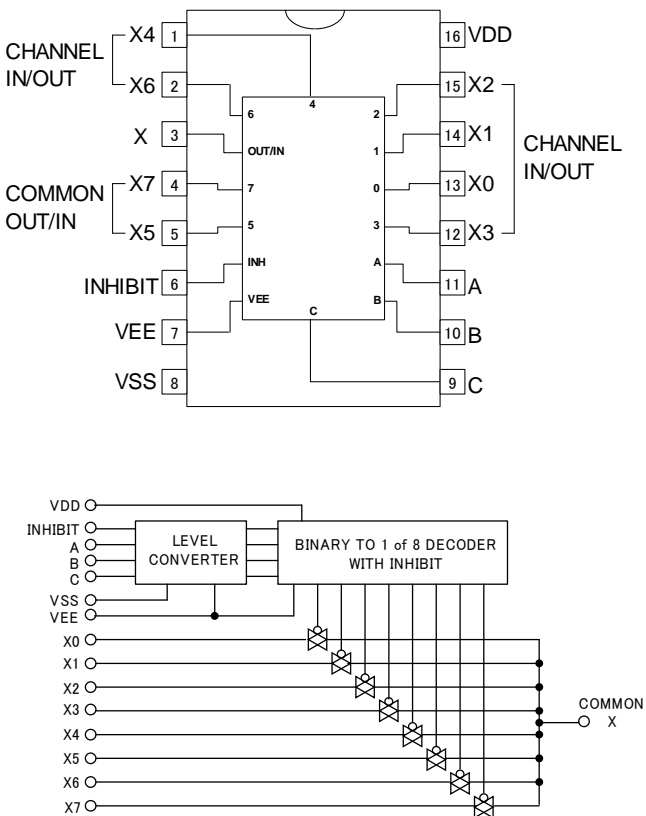 CHANNEL
IN/OUT
X4 1
X6 2
X 3
COMMON
OUT/IN
X7 4
X5 5
INHIBIT 6
VEE 7
VSS 8
4
6
OUT/IN
7
5
INH
VEE
C
2
1
0
3
A
B
16 VDD
15 X2
14 X1
13 X0
12 X3
CHANNEL
IN/OUT
11 A
10 B
9 C
VDD
INHIBIT
A
B
C
VSS
VEE
LEVEL
CONVERTER
BINARY TO 1 of 8 DECODER
WITH INHIBIT
X0
X1
X2
X3
X4
X5
X6
X7
COMMON
X